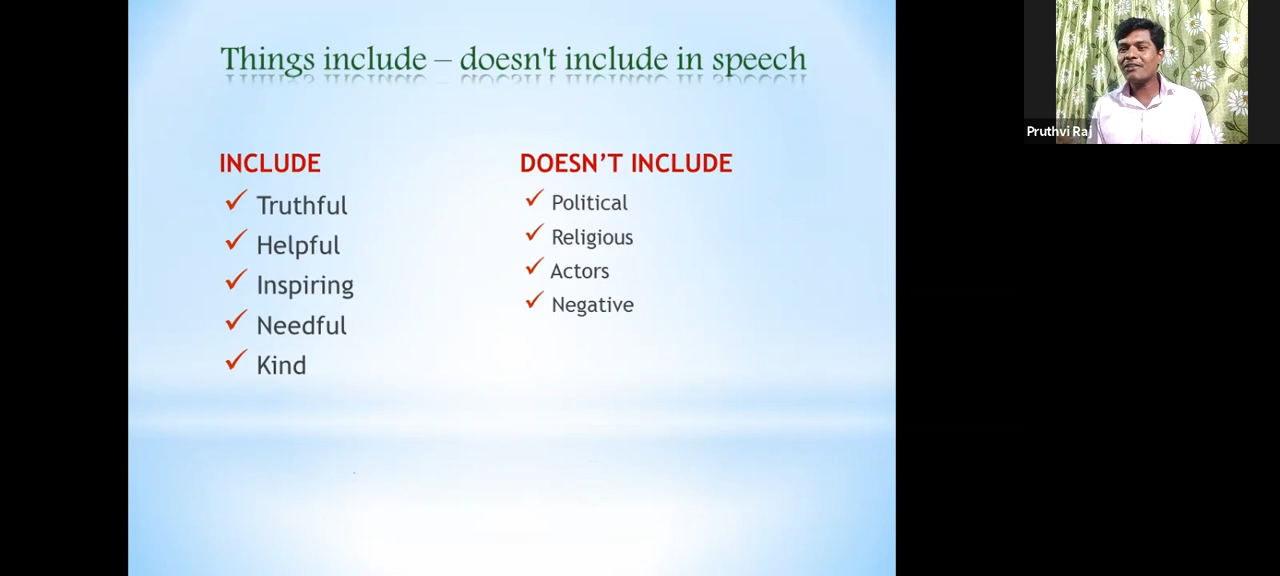 Things include – doesn't include in speech
INCLUDE
Truthful
Helpful
Inspiring
Needful
Kind
DOESN’T INCLUDE
Political
Religious
Actors
Negative
Pruthvi Raj